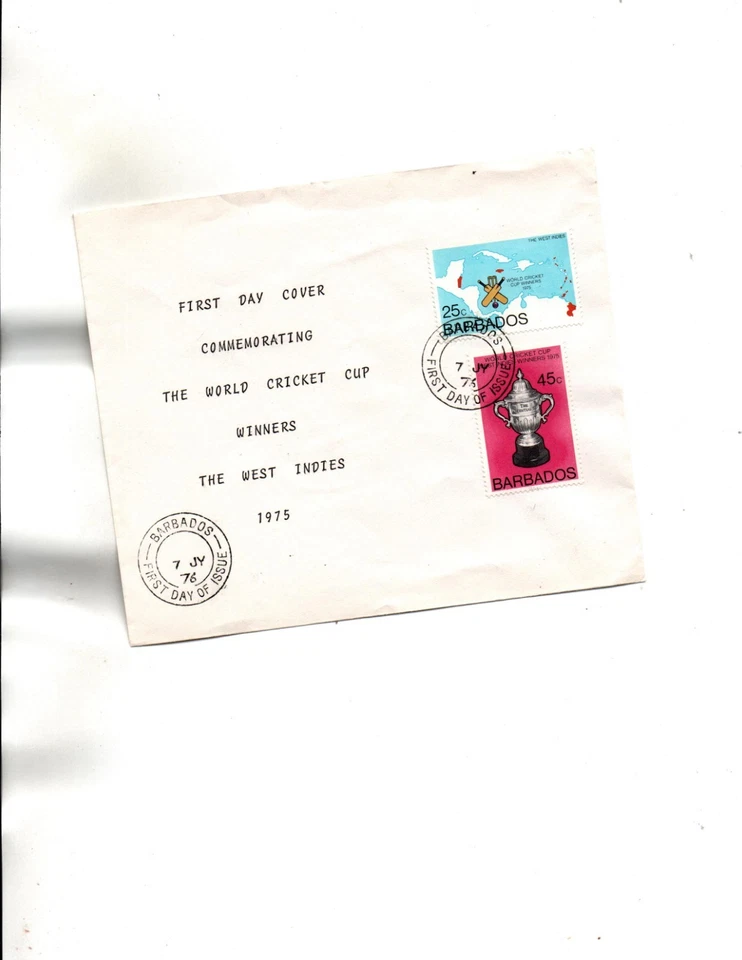 FIRST DAY COVER
COMMEMORATING
THE WORLD CRICKET CUP
WINNERS
THE WEST INDIES
1975
BARBADOS
7 JY
76
FIRST DAY OF ISSUE
THE WEST INDIES
WORLD CRICKET
CUP WINNERS
1975
25c
BARBADOS
BARBADOS
7 JY
76
FIRST DAY OF ISSUE
WORLD CRICKET CUP
WINNERS 1975
45c
BARBADOS